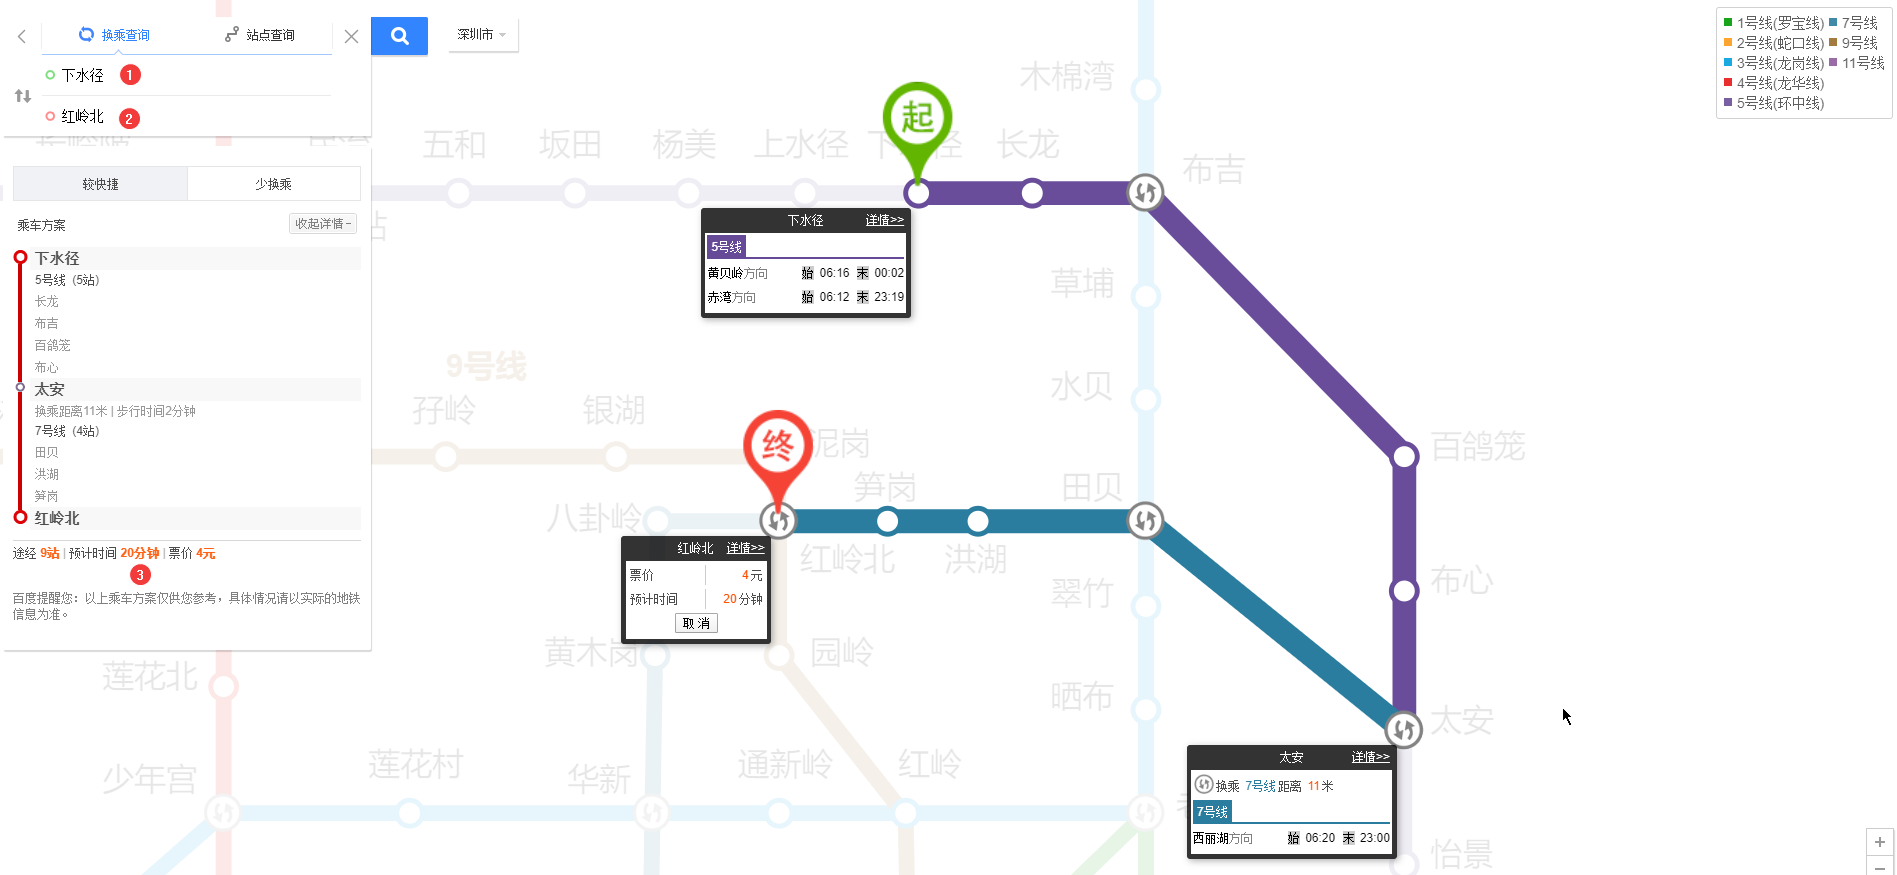 换乘查询
站点查询
深圳市
下水径
1
红岭北
2
较快捷
少换乘
乘车方案
收起详情
下水径
5号线 (5站)
长龙
布吉
百鸽笼
布心
太安
换乘距离11米 | 步行时间2分钟
7号线 (4站)
田贝
洪湖
笋岗
红岭北
途经 9站 | 预计时间 20分钟 | 票价 4元
3
百度提醒您：以上乘车方案仅供您参考，具体情况请以实际的地铁
信息为准。
1号线(罗宝线)
7号线
2号线(蛇口线)
9号线
3号线(龙岗线)
11号线
4号线(龙华线)
5号线(环中线)
木棉湾
起
五和
坂田
杨美
上水径
长龙
布吉
站
下水径
详情>>
5号线
黄贝岭方向 始 06:16 末 00:02
赤湾方向 始 06:12 末 23:19
草埔
9号线
水贝
孖岭
银湖
终
泥岗
百鸽笼
八卦岭
笋岗
田贝
红岭北
洪湖
红岭北
详情>>
票价 4元
预计时间 20分钟
取 消
翠竹
布心
黄木岗
园岭
莲花北
晒布
太安
少年宫
莲花村
华新
通新岭
红岭
太安
详情>>
换乘 7号线距离 11米
7号线
西丽湖方向 始 06:20 末 23:00
怡景